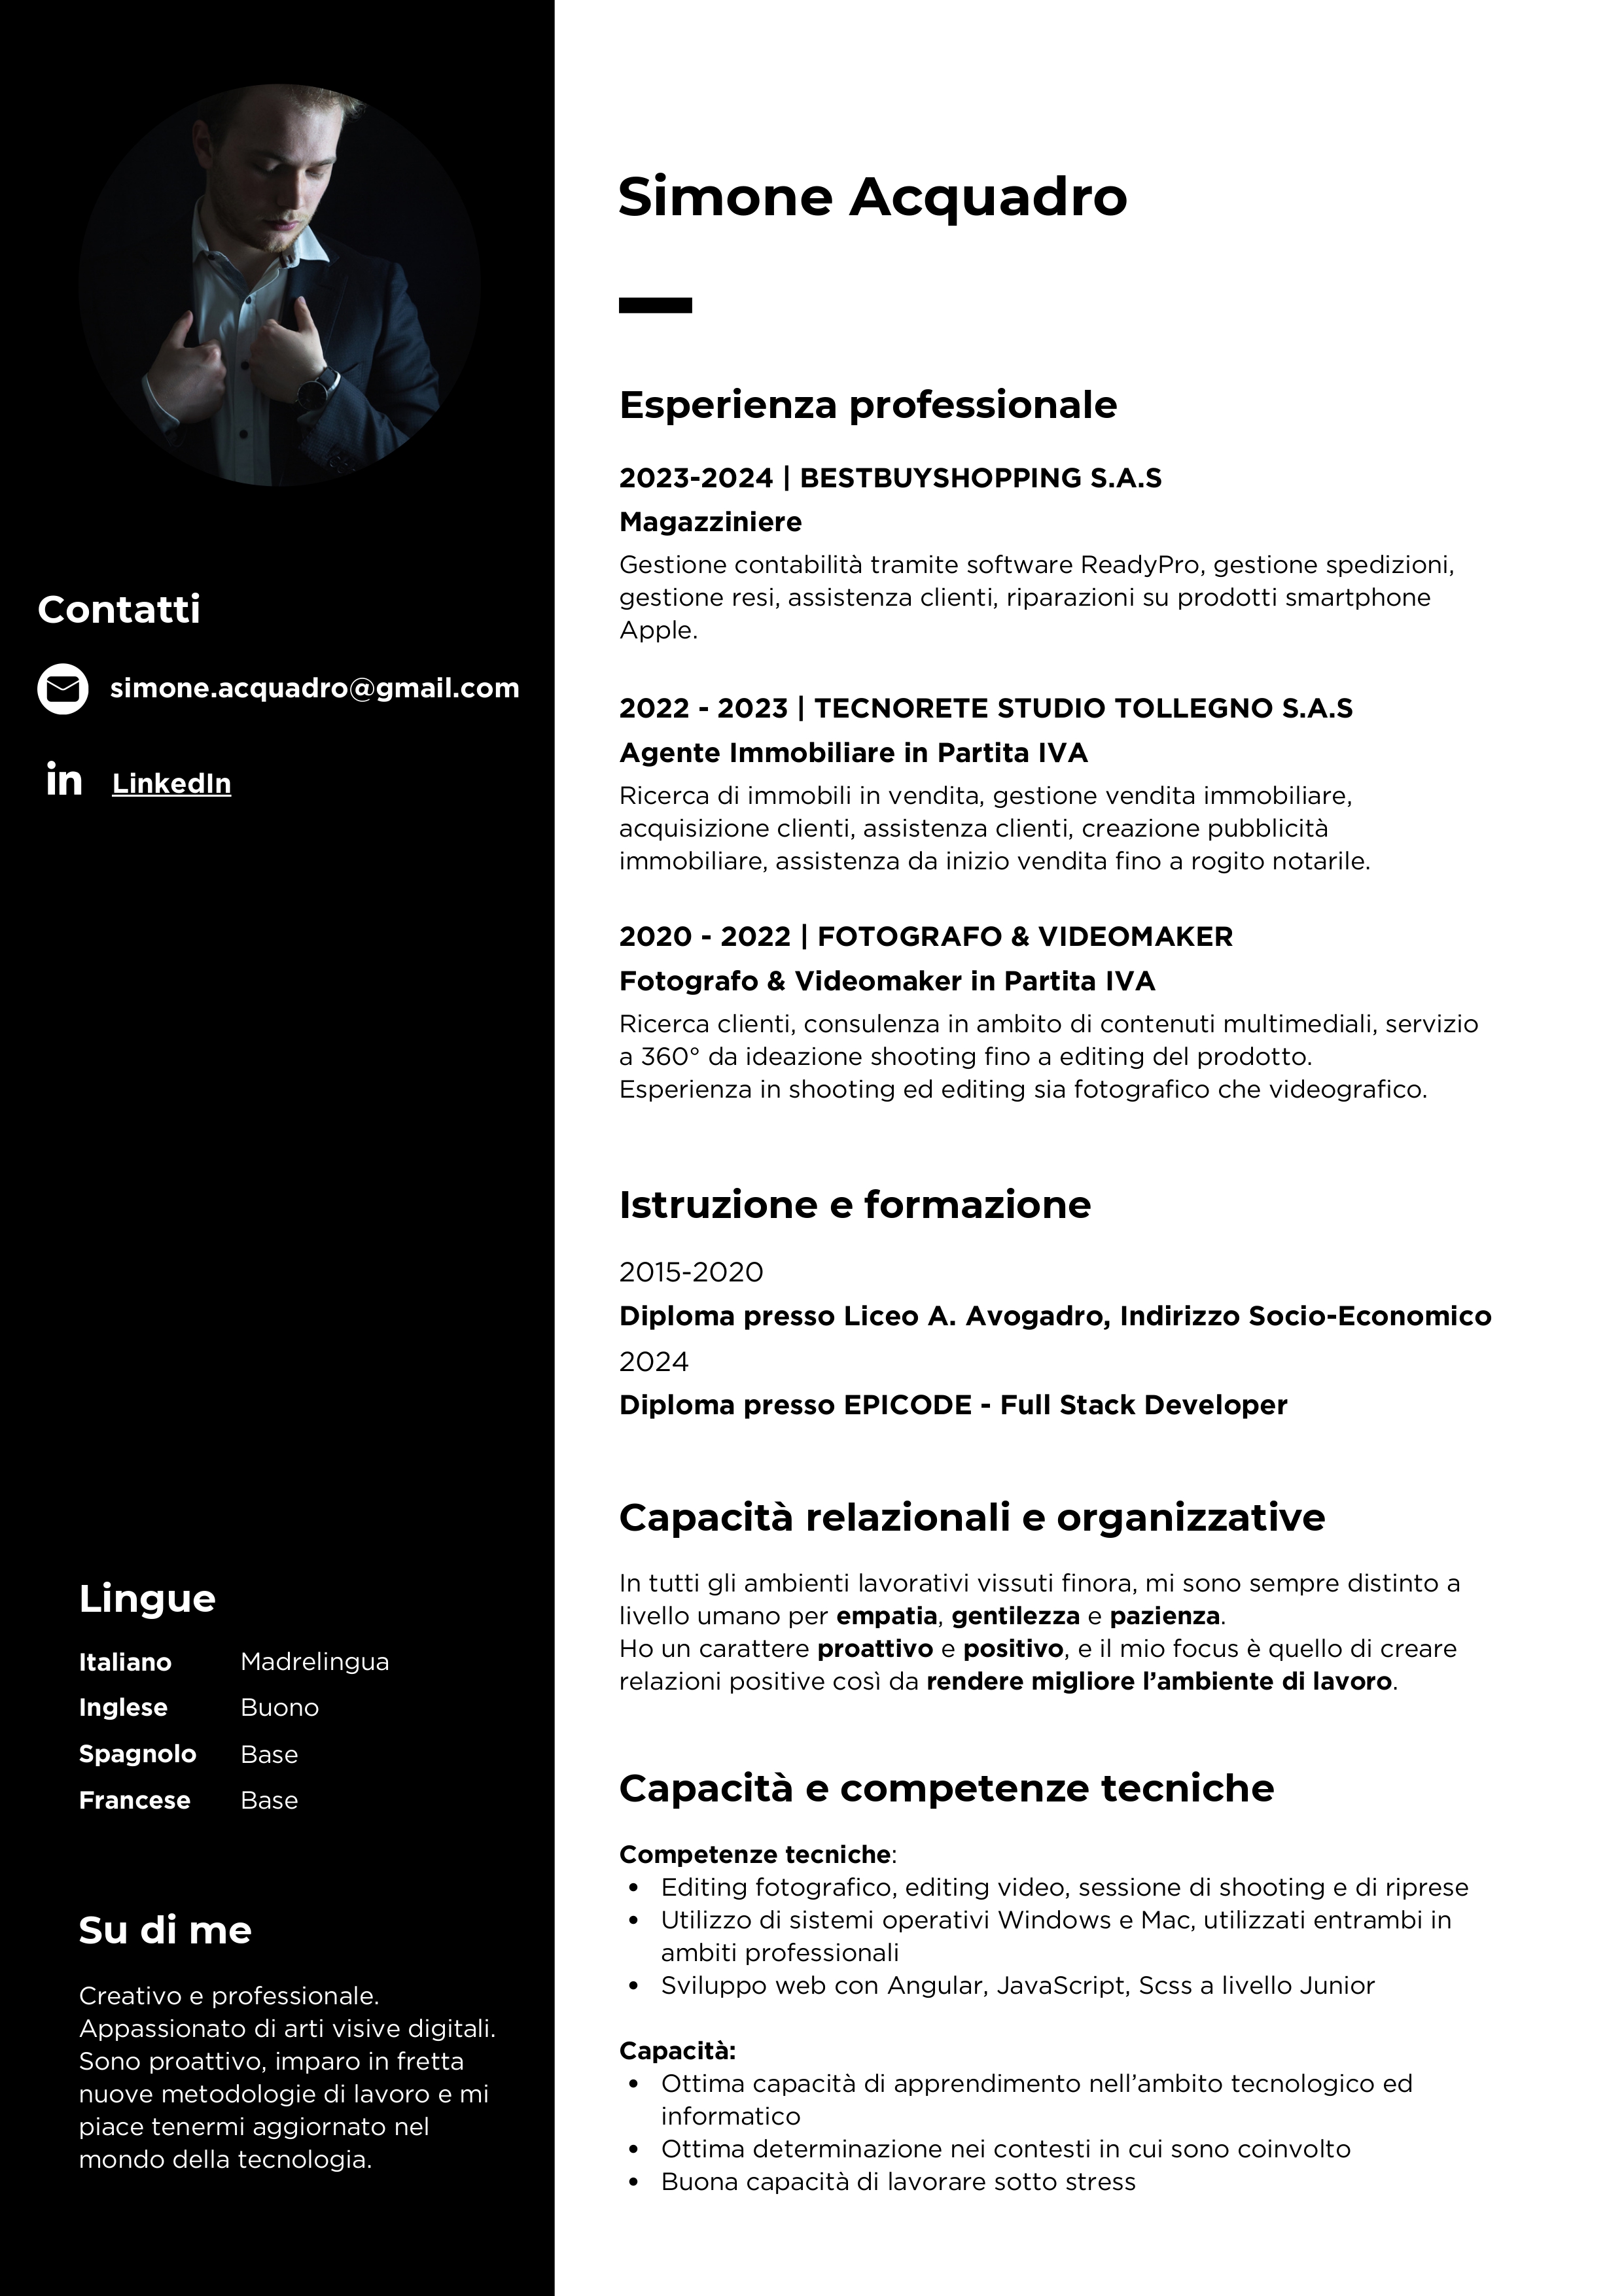 Simone Acquadro
Contatti
simone.acquadro@gmail.com
in
LinkedIn
Lingue
Italiano Madrelingua
Inglese Buono
Spagnolo Base
Francese Base
Su di me
Creativo e professionale.
Appassionato di arti visive digitali.
Sono proattivo, imparo in fretta
nuove metodologie di lavoro e mi
piace tenermi aggiornato nel
mondo della tecnologia.
Esperienza professionale
2023-2024 | BESTBUYSHOPPING S.A.S
Magazziniere
Gestione contabilità tramite software ReadyPro, gestione spedizioni,
gestione resi, assistenza clienti, riparazioni su prodotti smartphone
Apple.
2022 - 2023 | TECNORETE STUDIO TOLLEGNO S.A.S
Agente Immobiliare in Partita IVA
Ricerca di immobili in vendita, gestione vendita immobiliare,
acquisizione clienti, assistenza clienti, creazione pubblicità
immobiliare, assistenza da inizio vendita fino a rogito notarile.
2020 - 2022 | FOTOGRAFO & VIDEOMAKER
Fotografo & Videomaker in Partita IVA
Ricerca clienti, consulenza in ambito di contenuti multimediali, servizio
a 360° da ideazione shooting fino a editing del prodotto.
Esperienza in shooting ed editing sia fotografico che videografico.
Istruzione e formazione
2015-2020
Diploma presso Liceo A. Avogadro, Indirizzo Socio-Economico
2024
Diploma presso EPICODE - Full Stack Developer
Capacità relazionali e organizzative
In tutti gli ambienti lavorativi vissuti finora, mi sono sempre distinto a
livello umano per empatia, gentilezza e pazienza.
Ho un carattere proattivo e positivo, e il mio focus è quello di creare
relazioni positive così da rendere migliore l’ambiente di lavoro.
Capacità e competenze tecniche
Competenze tecniche:
• Editing fotografico, editing video, sessione di shooting e di riprese
• Utilizzo di sistemi operativi Windows e Mac, utilizzati entrambi in
ambiti professionali
• Sviluppo web con Angular, JavaScript, Scss a livello Junior
Capacità:
• Ottima capacità di apprendimento nell’ambito tecnologico ed
informatico
• Ottima determinazione nei contesti in cui sono coinvolto
• Buona capacità di lavorare sotto stress